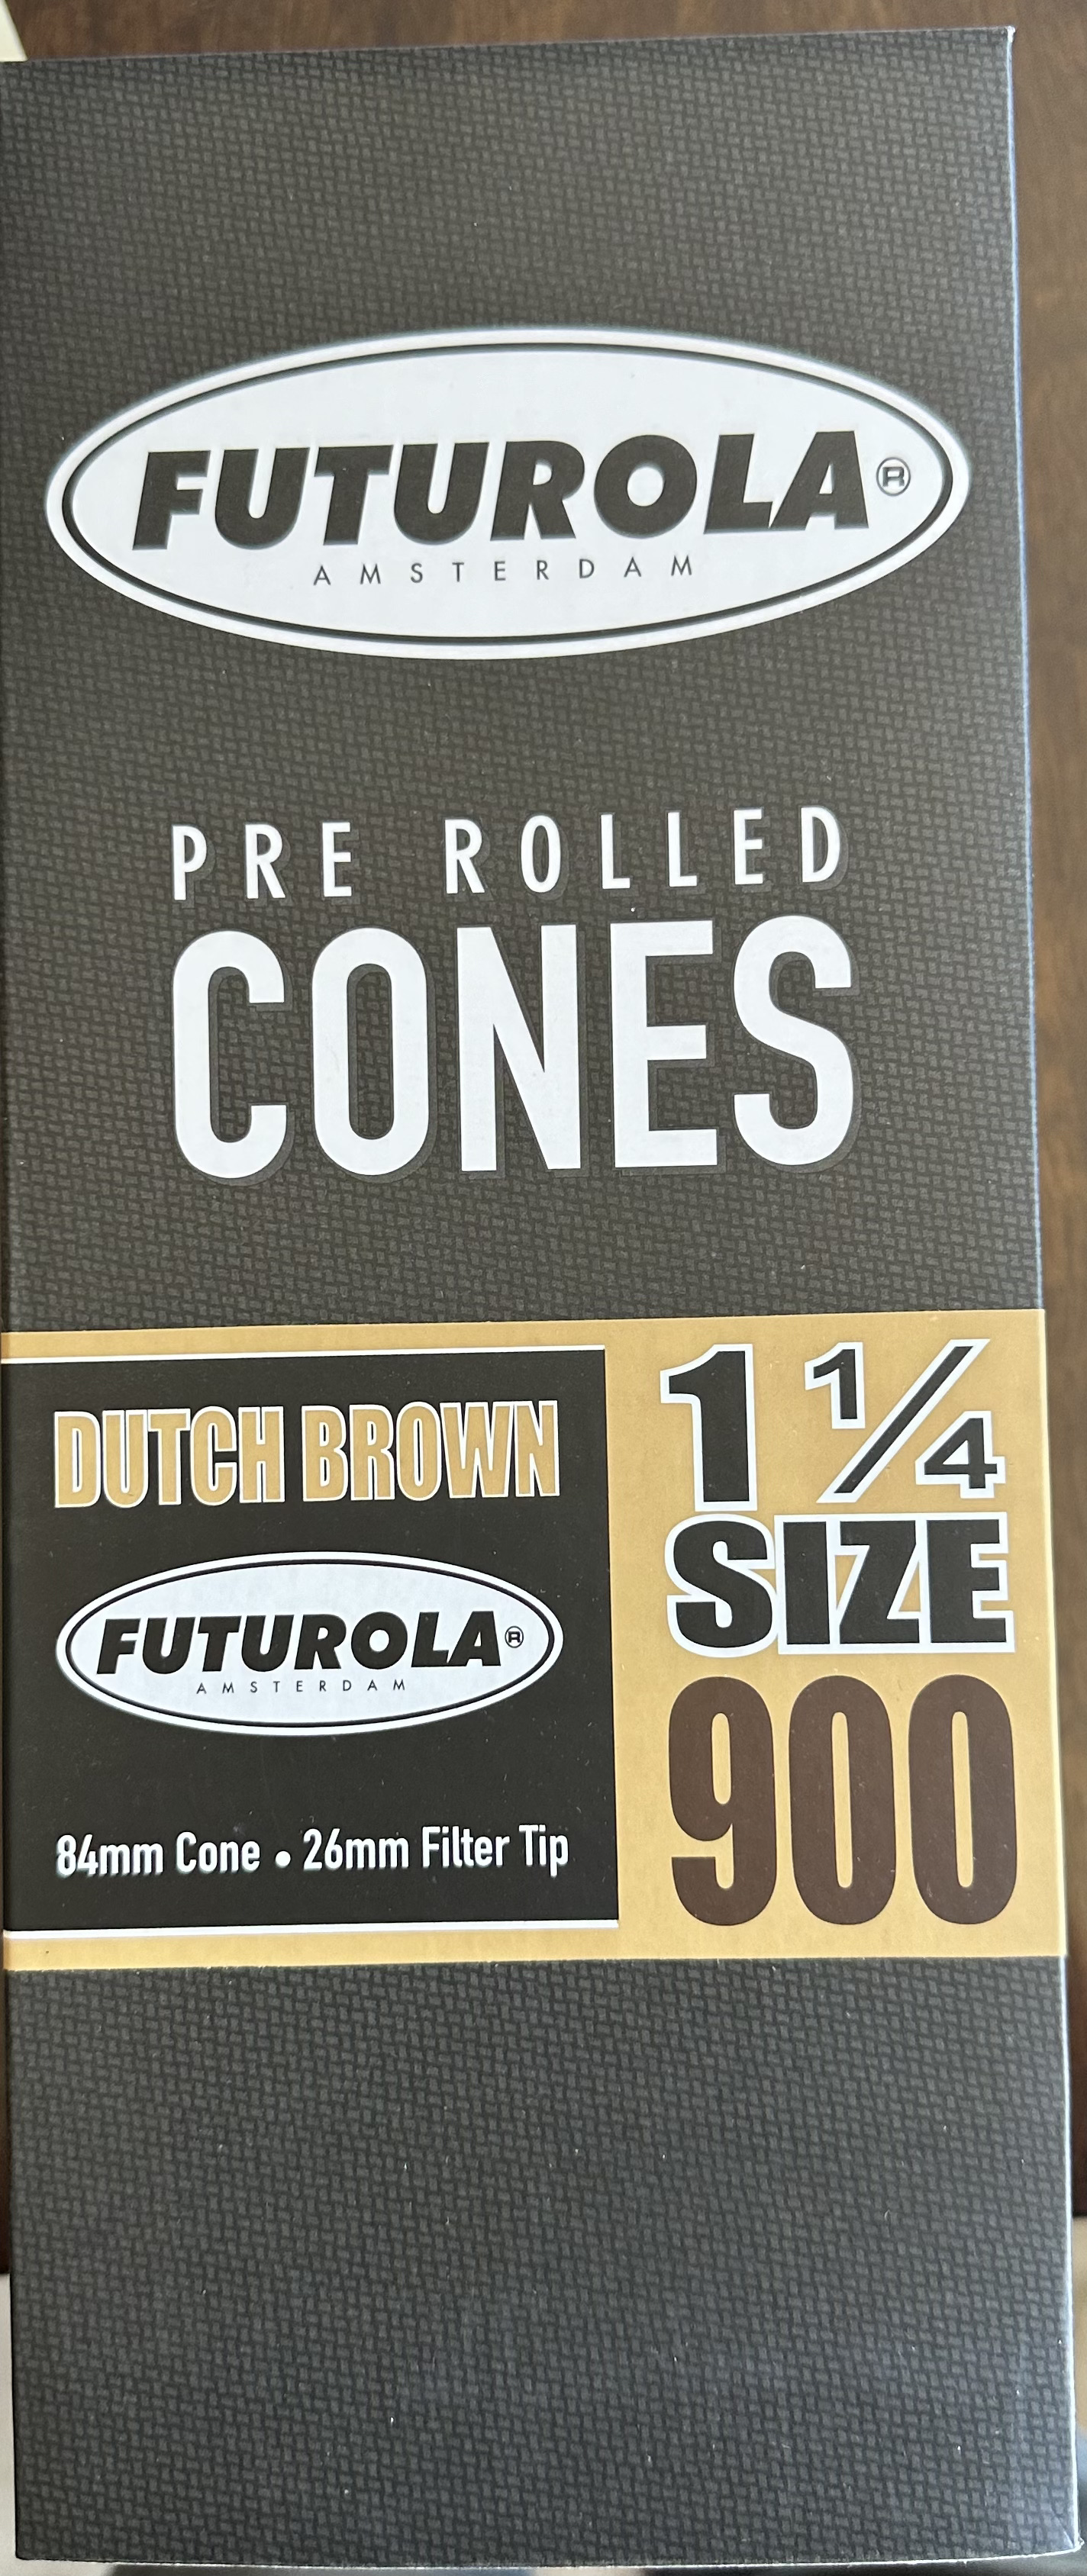 FUTUROLA®
AMSTERDAM
PRE ROLLED
CONES
DUTCH BROWN
FUTUROLA®
AMSTERDAM
84mm Cone • 26mm Filter Tip
1 1/4
SIZE
900